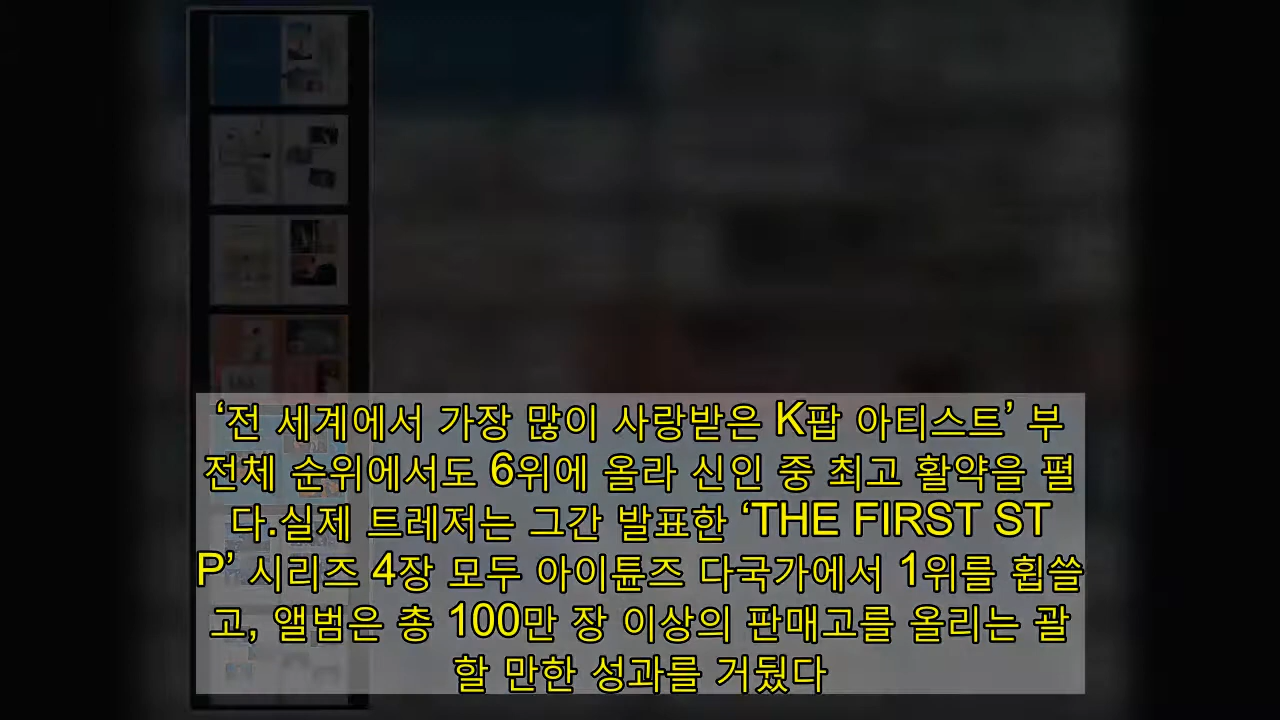 ‘전 세계에서 가장 많이 사랑받은 K팝 아티스트’ 부
전체 순위에서도 6위에 올라 신인 중 최고 활약을 펼
다.실제 트레저는 그간 발표한 ‘THE FIRST ST
P’ 시리즈 4장 모두 아이튠즈 다국가에서 1위를 휩쓸
고, 앨범은 총 100만 장 이상의 판매고를 올리는 괄
할 만한 성과를 거뒀다